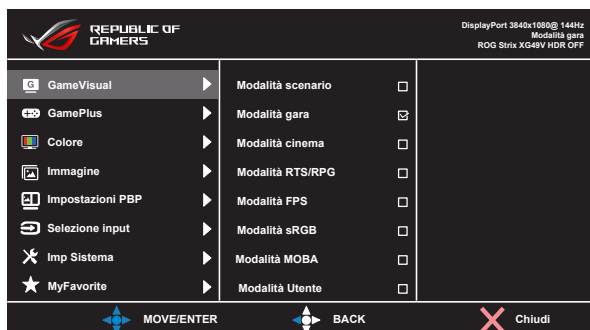 REPUBLIC OF
GAMERS
DisplayPort 3840x1080@ 144Hz
Modalità gara
ROG Strix XG49V HDR OFF
G GameVisual
GamePlus
Colore
Immagine
Impostazioni PBP
Selezione input
Imp Sistema
MyFavorite
Modalità scenario
Modalità gara
Modalità cinema
Modalità RTS/RPG
Modalità FPS
Modalità sRGB
Modalità MOBA
Modalità Utente
MOVE/ENTER
BACK
Chiudi